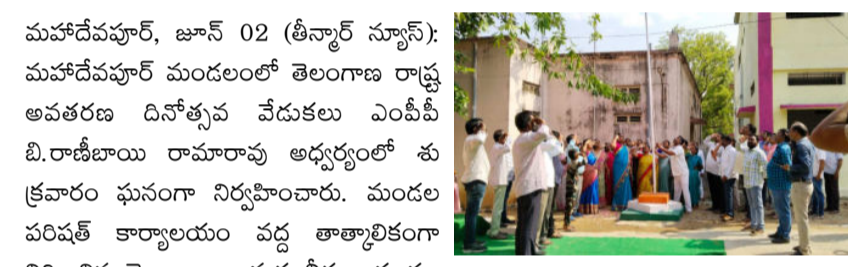 మహాదేవపూర్, జూన్ 02 (తీన్మార్ న్యూస్):
మహాదేవపూర్ మండలంలో తెలంగాణ రాష్ట్ర
అవతరణ దినోత్సవ వేడుకలు ఎంపీపీ
బి.రాణీబాయి రామారావు అధ్వర్యంలో శు
క్రవారం ఘనంగా నిర్వహించారు. మండల
పరిషత్ కార్యాలయం వద్ద తాత్కాలికంగా